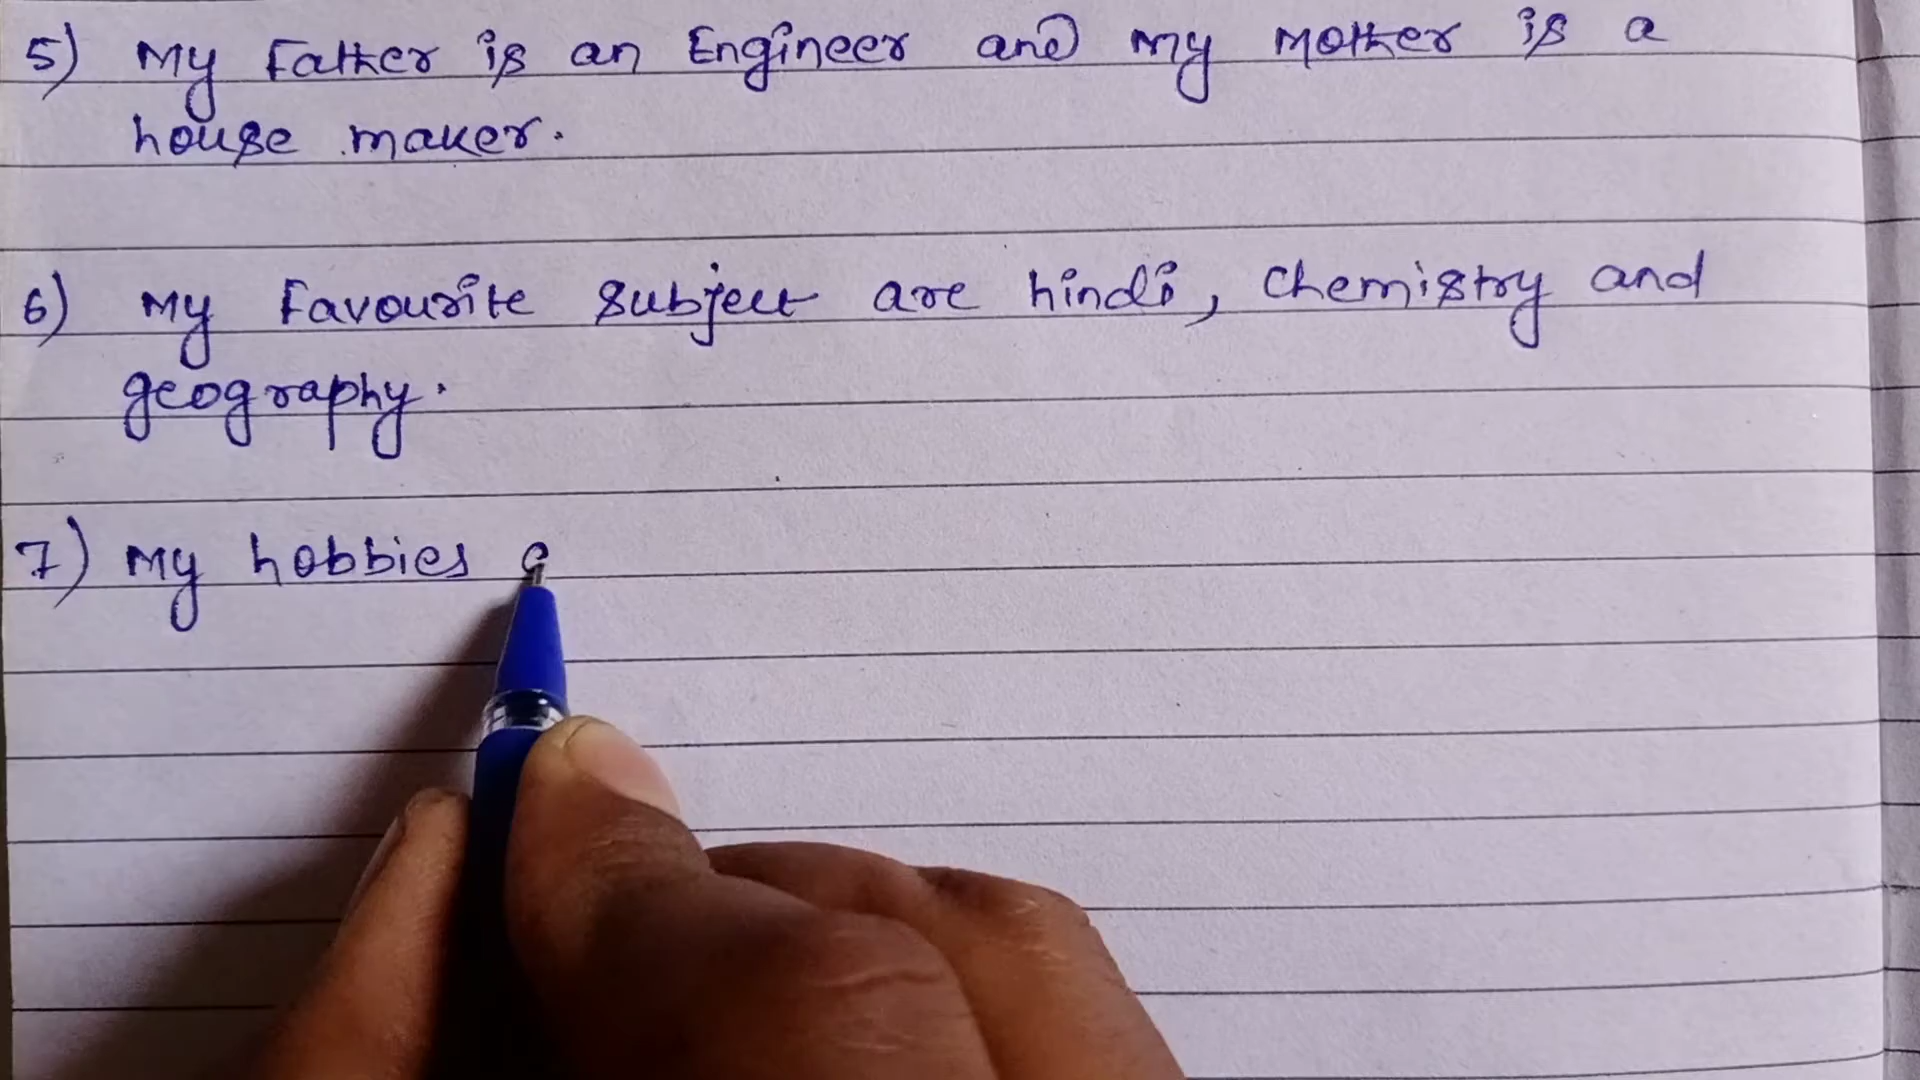 5) My Father is an Engineer and my Mother is a
house maker.
6) My Favourite Subject are hindi, Chemistry and
geography.
7) My hobbies a